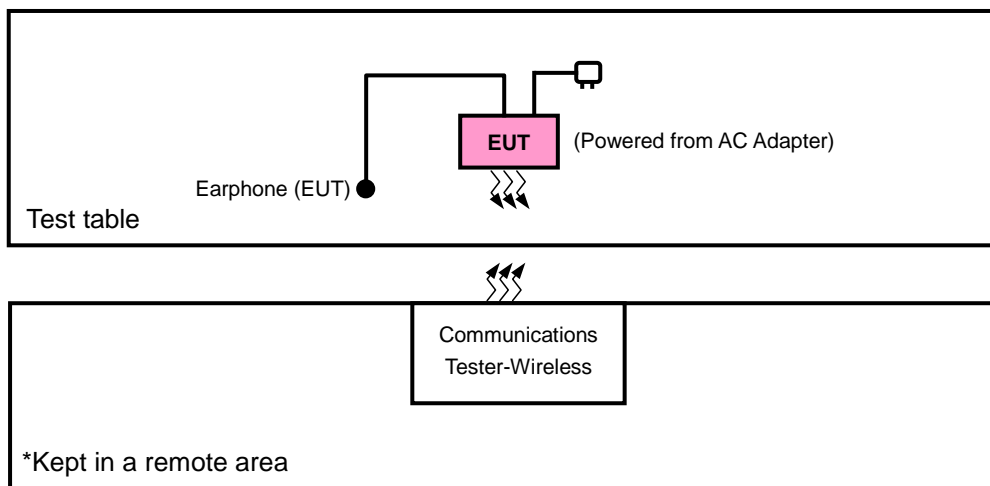 EUT
(Powered from AC Adapter)
Earphone (EUT)
Test table
Communications
Tester-Wireless
*Kept in a remote area